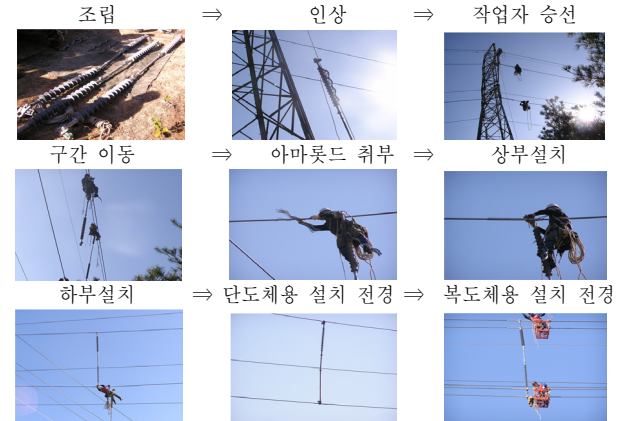 조립 ⇒ 인상 ⇒ 작업자 승선
구간 이동 ⇒ 아마롯드 취부 ⇒ 상부설치
하부설치 ⇒ 단도체용 설치 전경 ⇒ 복도체용 설치 전경